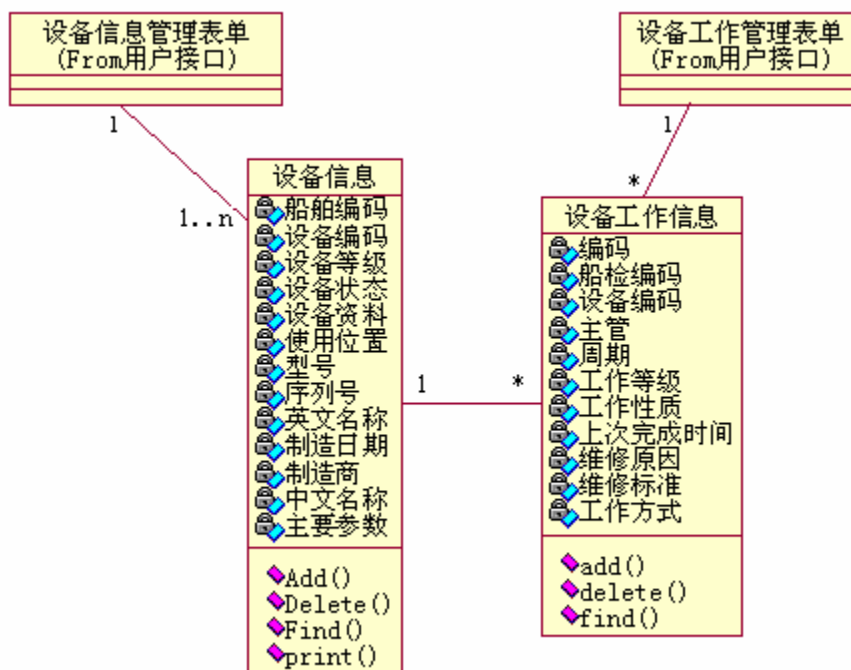 设备信息管理表单
(From用户接口)
设备工作管理表单
(From用户接口)
1
1
1..n
*
设备信息
船舶编码
设备编码
设备等级
设备状态
设备资料
使用位置
型号
序列号
英文名称
制造日期
制造商
中文名称
主要参数
Add()
Delete()
Find()
print()
1
*
设备工作信息
编码
船检编码
设备编码
主管
周期
工作等级
工作性质
上次完成时间
维修原因
维修标准
工作方式
add()
delete()
find()